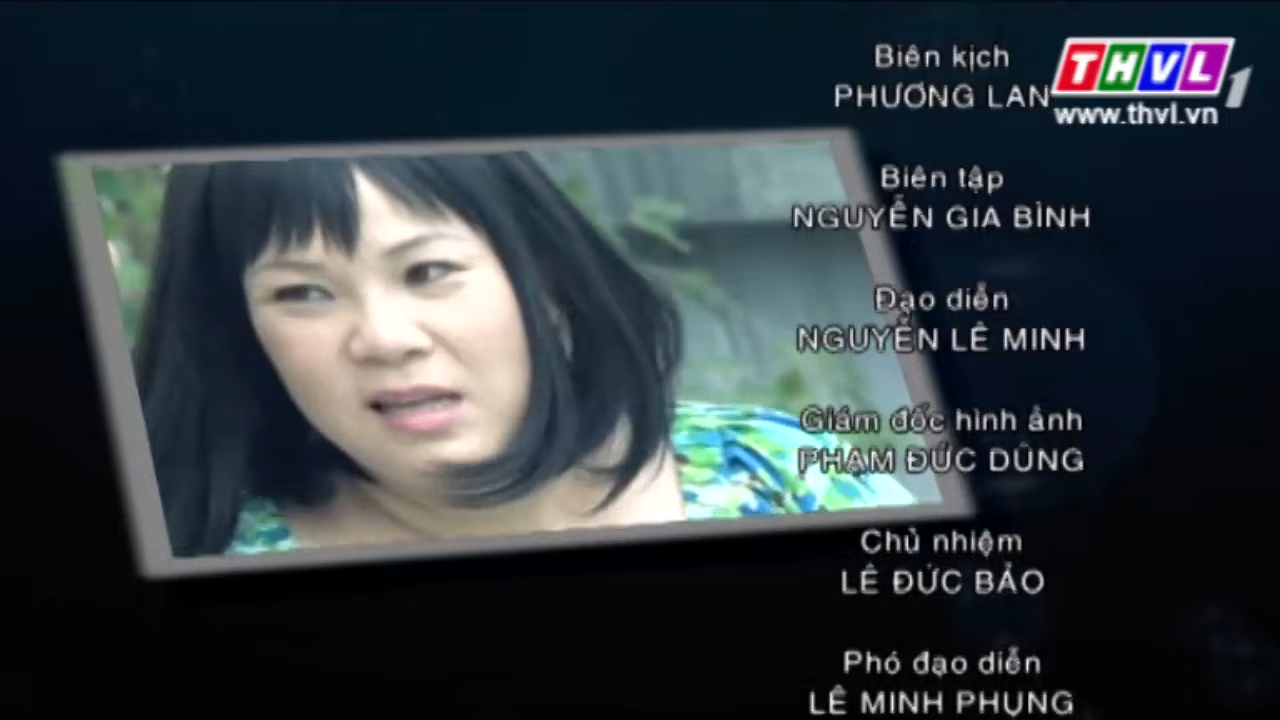 Biên kịch
PHƯƠNG LAN
THVL1
www.thvl.vn
Biên tập
NGUYỄN GIA BÌNH
Đạo diễn
NGUYỄN LÊ MINH
Giám đốc hình ảnh
PHẠM ĐỨC DŨNG
Chủ nhiệm
LÊ ĐỨC BẢO
Phó đạo diễn
LÊ MINH PHỤNG